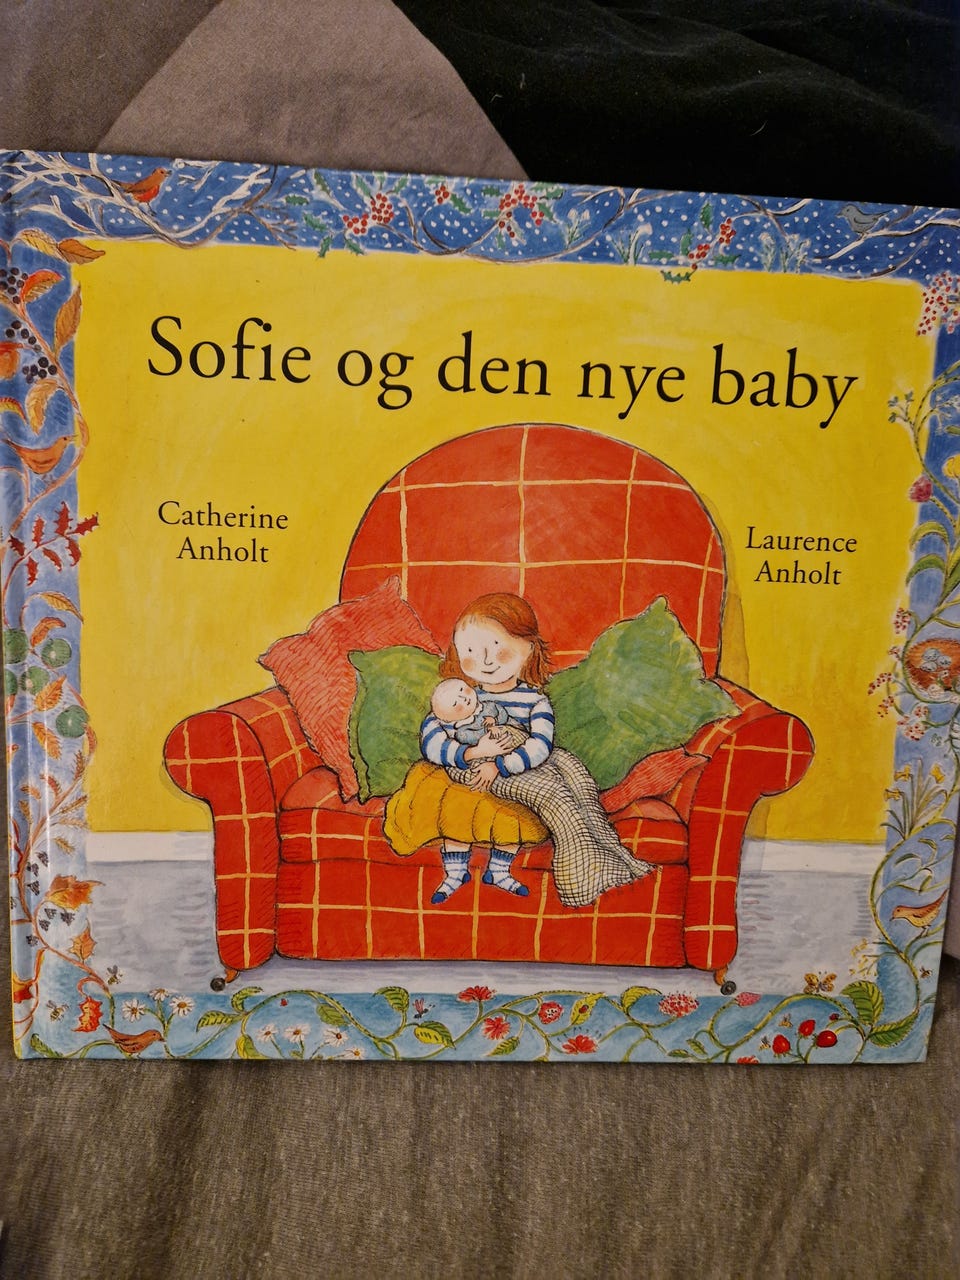 Sofie og den nye baby
Catherine
Anholt
Laurence
Anholt